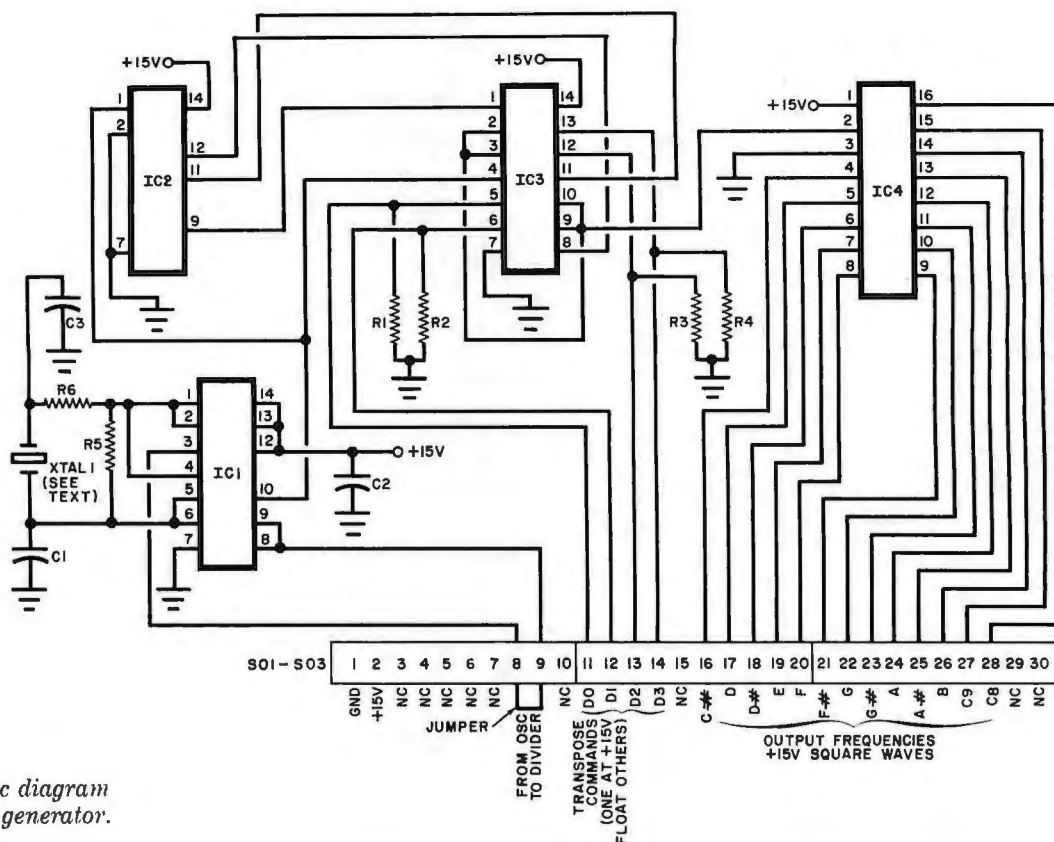 +15V
1
2
7
14
12
11
9
IC2
+15V
1
2
3
4
5
6
7
14
13
12
11
10
9
8
IC3
+15V
1
2
3
4
5
6
7
8
16
15
14
13
12
11
10
9
IC4
C3
R1
R2
R3
R4
R6
R5
XTAL 1
(SEE
TEXT)
C1
1
2
3
4
5
6
7
14
13
12
10
9
8
IC1
+15V
C2
SO1-SO3
1 2 3 4 5 6 7 8 9 10 11 12 13 14 15 16 17 18 19 20 21 22 23 24 25 26 27 28 29 30
GND
+15V
NC
NC
NC
NC
NC
JUMPER
FROM OSC
TO DIVIDER
NC
D0
D1
D2
D3
TRANSPOSE
COMMANDS
(ONE AT +15V
FLOAT OTHERS)
NC
C-#
D
D-#
E
F
F-#
G
G-#
A
A-#
B
C9
C8
NC
NC
OUTPUT FREQUENCIES
+15V SQUARE WAVES
c diagram
generator.